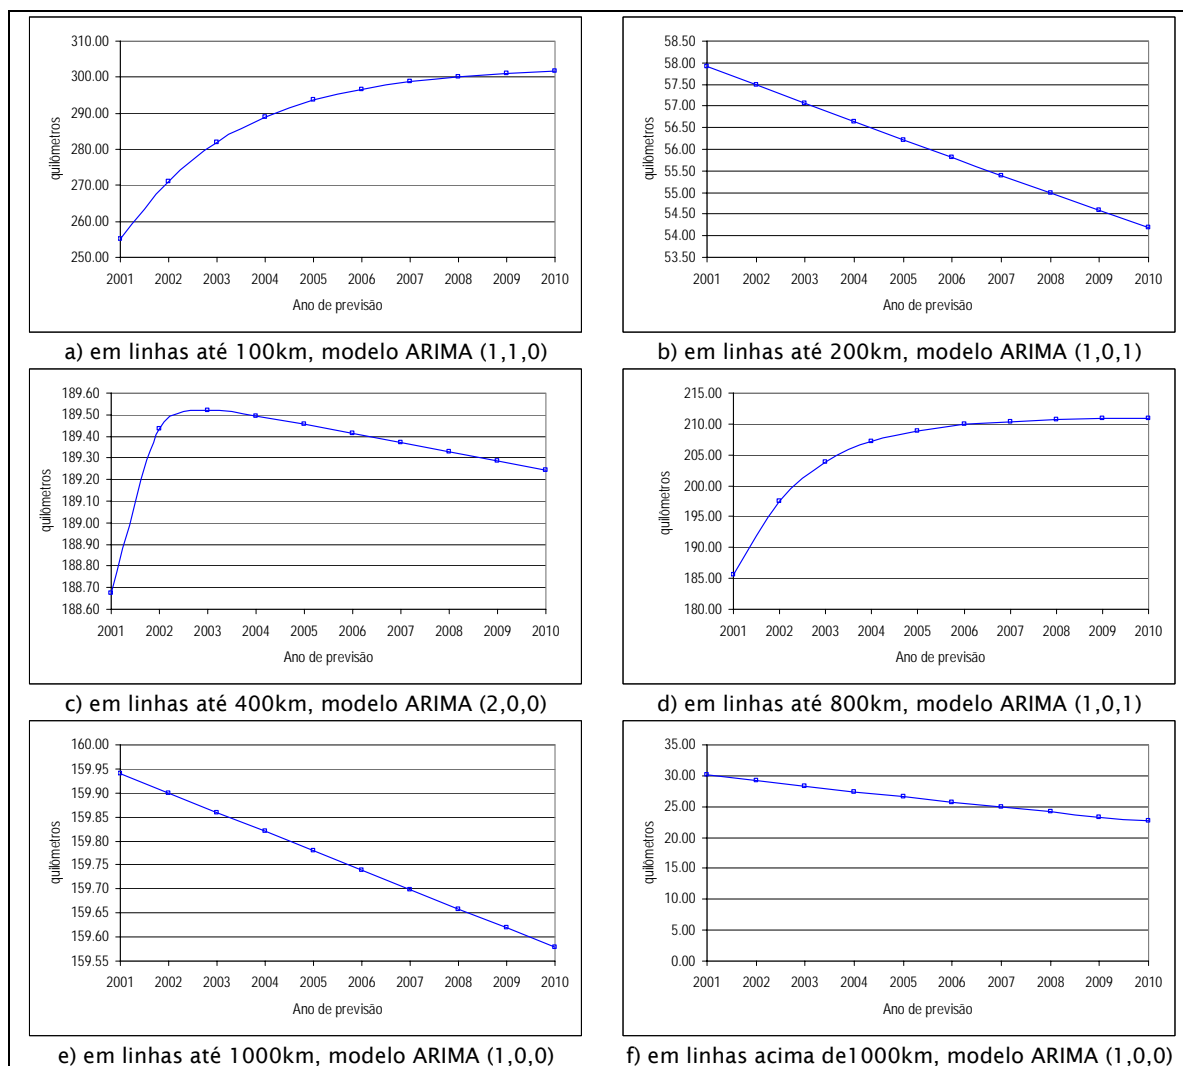 310.00
300.00
290.00
280.00
270.00
260.00
250.00
quilômetros
2001 2002 2003 2004 2005 2006 2007 2008 2009 2010
Ano de previsão
a) em linhas até 100km, modelo ARIMA (1,1,0)
58.50
58.00
57.50
57.00
56.50
56.00
55.50
55.00
54.50
54.00
53.50
quilômetros
2001 2002 2003 2004 2005 2006 2007 2008 2009 2010
Ano de previsão
b) em linhas até 200km, modelo ARIMA (1,0,1)
189.60
189.50
189.40
189.30
189.20
189.10
189.00
188.90
188.80
188.70
188.60
quilômetros
2001 2002 2003 2004 2005 2006 2007 2008 2009 2010
Ano de previsão
c) em linhas até 400km, modelo ARIMA (2,0,0)
215.00
210.00
205.00
200.00
195.00
190.00
185.00
180.00
quilômetros
2001 2002 2003 2004 2005 2006 2007 2008 2009 2010
Ano de previsão
d) em linhas até 800km, modelo ARIMA (1,0,1)
160.00
159.95
159.90
159.85
159.80
159.75
159.70
159.65
159.60
159.55
quilômetros
2001 2002 2003 2004 2005 2006 2007 2008 2009 2010
Ano de previsão
e) em linhas até 1000km, modelo ARIMA (1,0,0)
35.00
30.00
25.00
20.00
15.00
10.00
5.00
0.00
quilômetros
2001 2002 2003 2004 2005 2006 2007 2008 2009 2010
Ano de previsão
f) em linhas acima de1000km, modelo ARIMA (1,0,0)